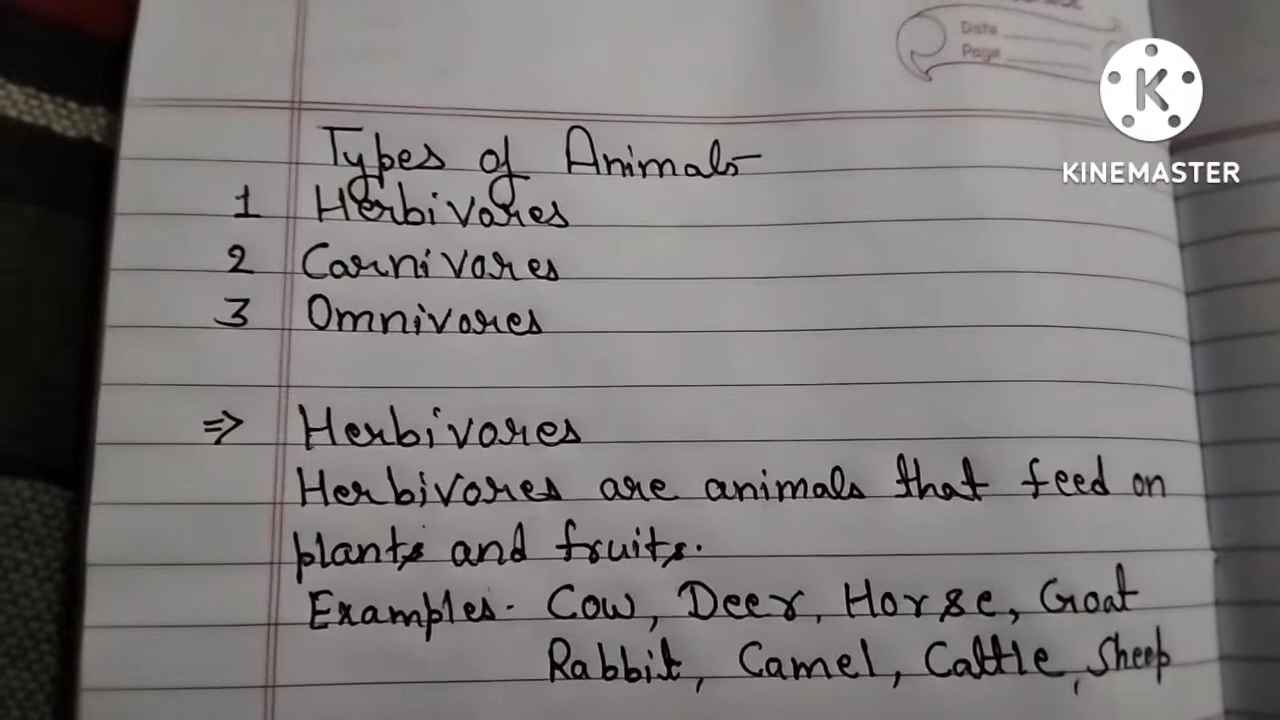 Date
Page
K
KINEMASTER
Types of Animals-
1 Herbivores
2 Carnivores
3 Omnivores
⇒ Herbivores
Herbivores are animals that feed on
plants and fruits.
Examples- Cow, Deer, Horse, Goat
Rabbit, Camel, Cattle, Sheep